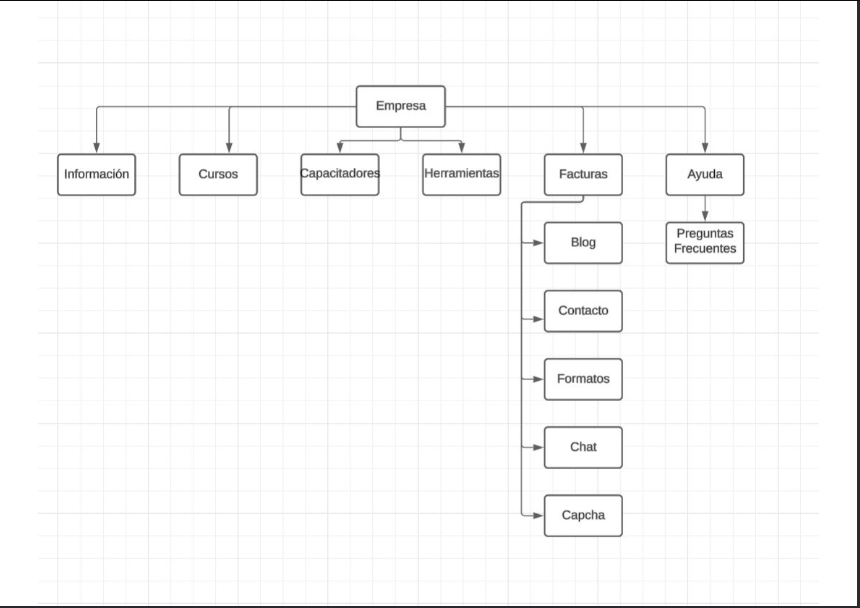 Empresa
Información
Cursos
Capacitadores
Herramientas
Facturas
Ayuda
Blog
Preguntas
Frecuentes
Contacto
Formatos
Chat
Capcha